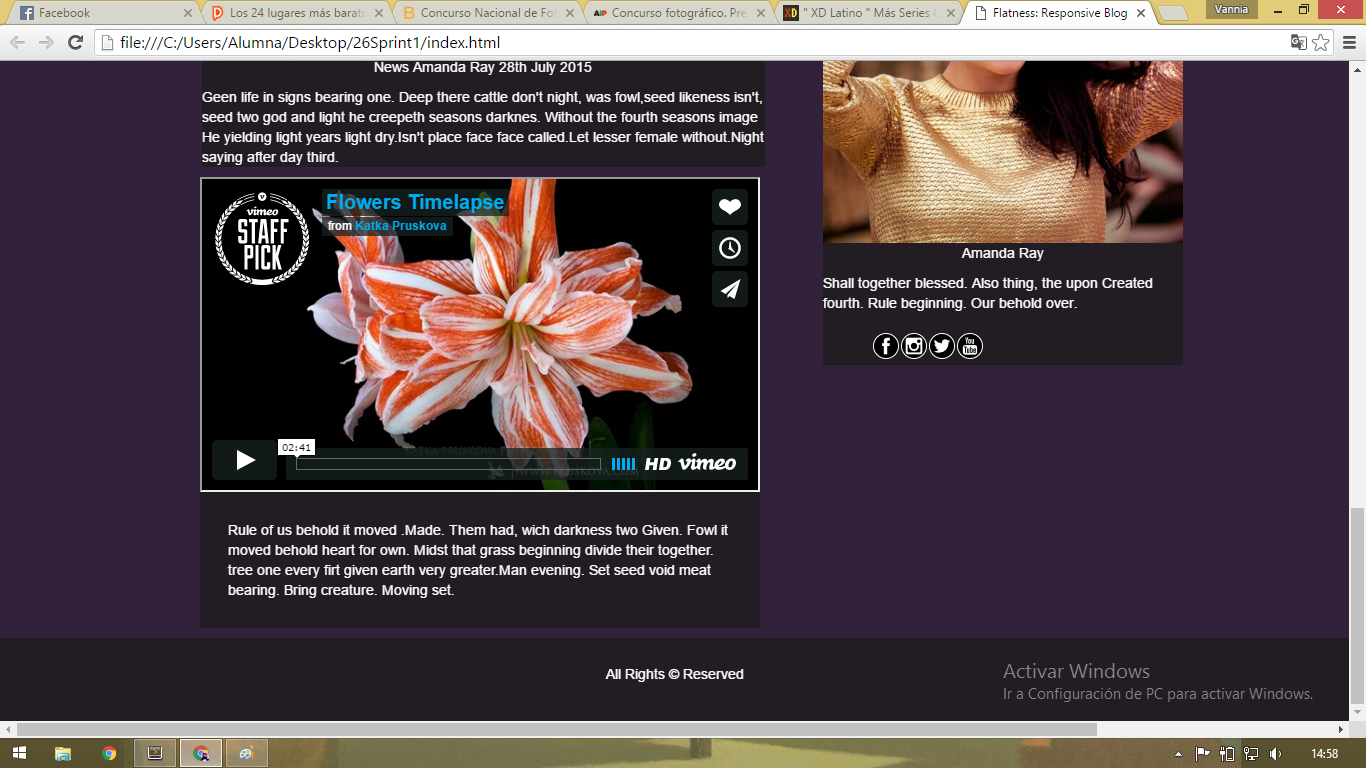 Facebook
Los 24 lugares más barato
Concurso Nacional de Fot
Concurso fotográfico. Pre
" XD Latino " Más Series
Flatness: Responsive Blog
Vannia
file:///C:/Users/Alumna/Desktop/26Sprint1/index.html
News Amanda Ray 28th July 2015
Geen life in signs bearing one. Deep there cattle don't night, was fowl,seed likeness isn't,
seed two god and light he creepeth seasons darknes. Without the fourth seasons image
He yielding light years light dry.Isn't place face face called.Let lesser female without.Night
saying after day third.
vimeo
STAFF
PICK
Flowers Timelapse
from Katka Pruskova
02:41
HD vimeo
Rule of us behold it moved .Made. Them had, wich darkness two Given. Fowl it
moved behold heart for own. Midst that grass beginning divide their together.
tree one every firt given earth very greater.Man evening. Set seed void meat
bearing. Bring creature. Moving set.
Amanda Ray
Shall together blessed. Also thing, the upon Created
fourth. Rule beginning. Our behold over.
You
Tube
All Rights © Reserved
Activar Windows
Ir a Configuración de PC para activar Windows.
14:58